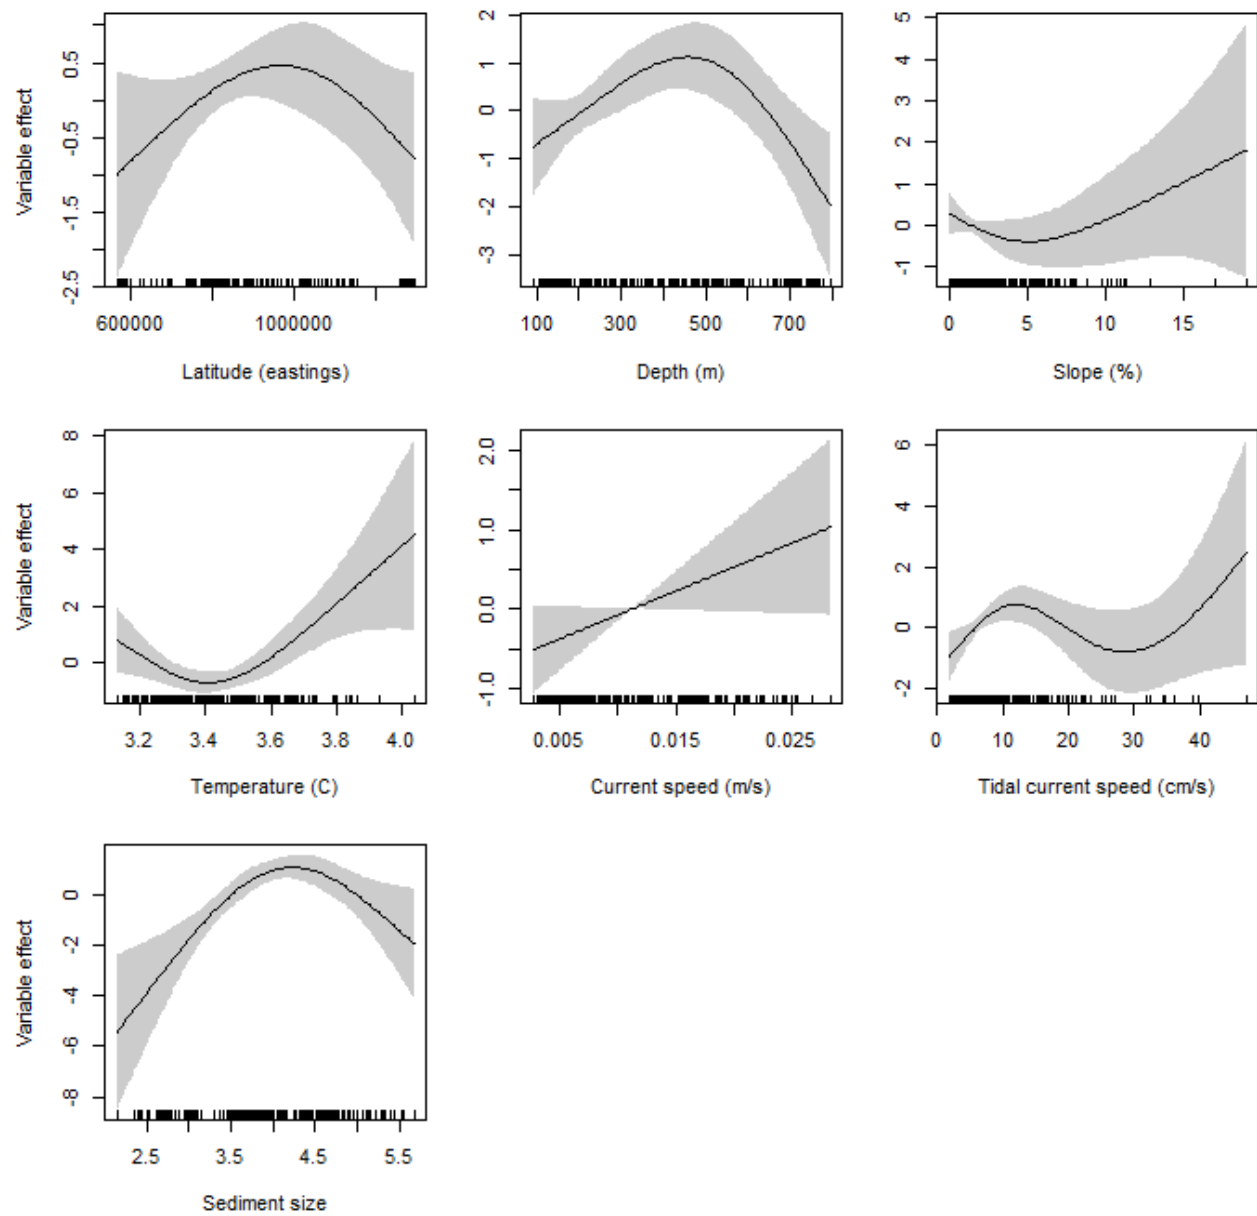 Variable effect
0.5
-0.5
-1.5
-2.5
600000 1000000
Latitude (eastings)
2
1
0
-1
-2
-3
100 300 500 700
Depth (m)
5
4
3
2
1
0
-1
0 5 10 15
Slope (%)
Variable effect
8
6
4
2
0
3.2 3.4 3.6 3.8 4.0
Temperature (C)
2.0
1.0
0.0
-1.0
0.005 0.015 0.025
Current speed (m/s)
6
4
2
0
-2
0 10 20 30 40
Tidal current speed (cm/s)
Variable effect
0
-2
-4
-6
-8
2.5 3.5 4.5 5.5
Sediment size